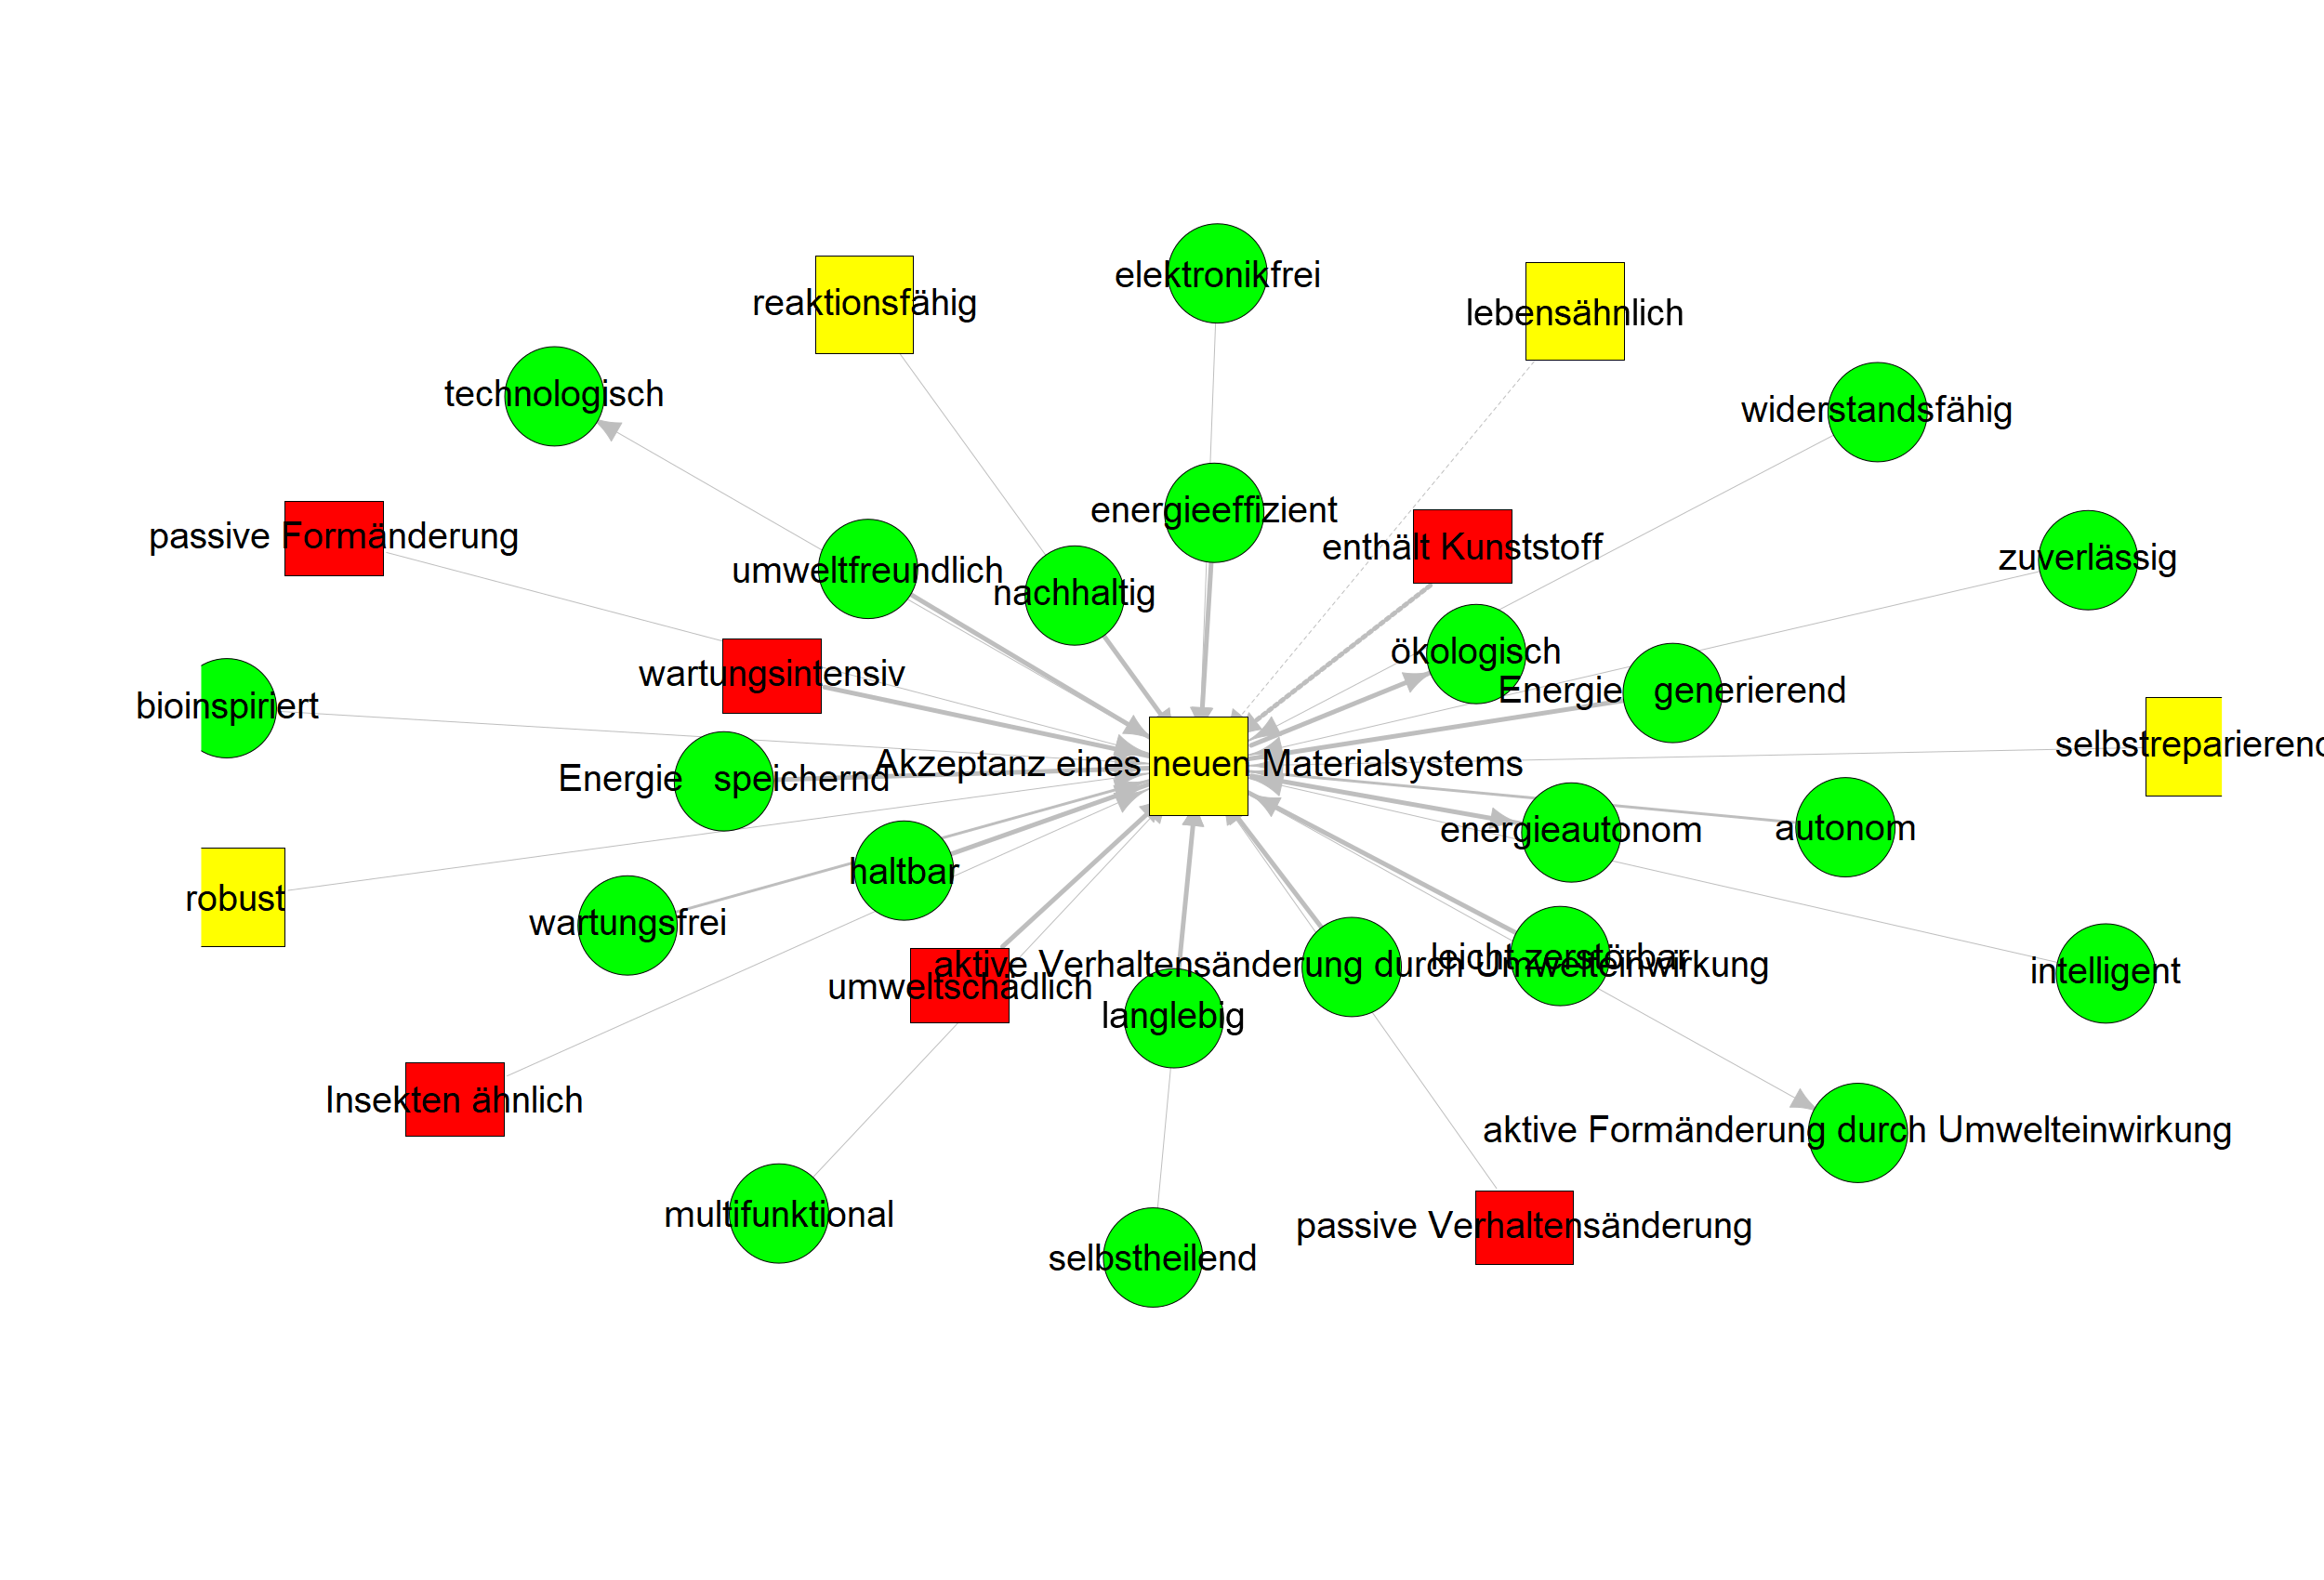 elektronikfrei
reaktionsfähig
lebensähnlich
technologisch
widerstandsfähig
energieeffizient
passive Formänderung
enthält Kunststoff
zuverlässig
umweltfreundlich
nachhaltig
ökologisch
wartungsintensiv
Energie generierend
bioinspiriert
selbstreparierend
Akzeptanz eines neuen Materialsystems
Energie speichernd
energieautonom
autonom
haltbar
robust
wartungsfrei
leicht zerstörbar
aktive Verhaltensänderung durch Umwelteinwirkung
intelligent
umweltschädlich
langlebig
Insekten ähnlich
aktive Formänderung durch Umwelteinwirkung
multifunktional
passive Verhaltensänderung
selbstheilend